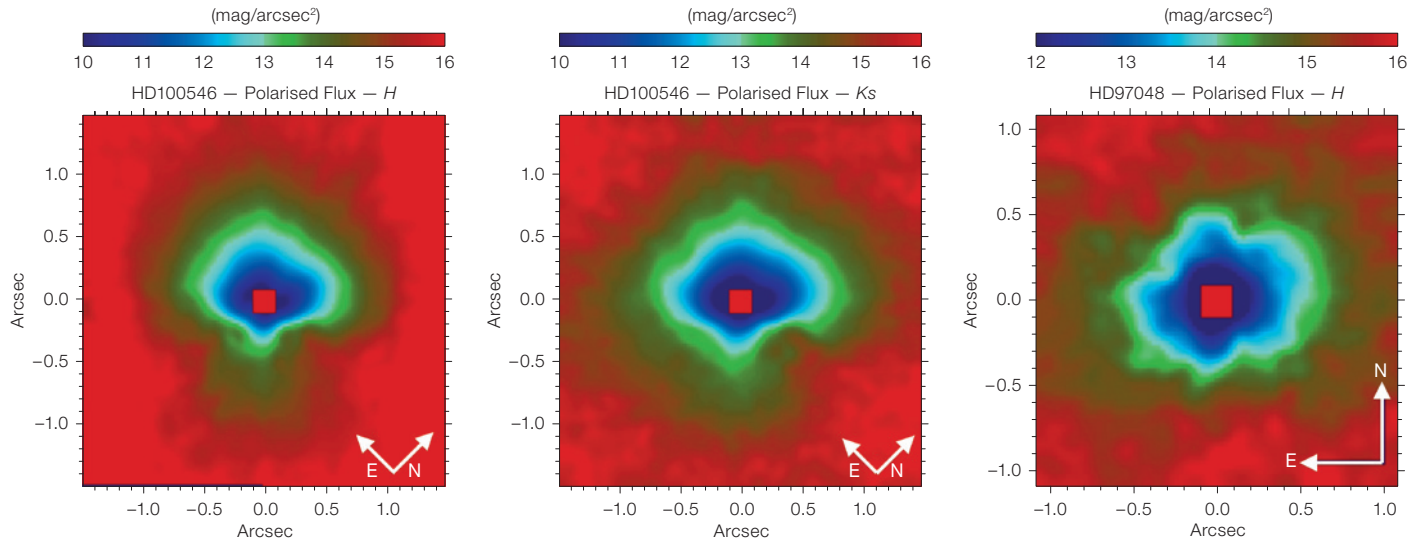 (mag/arcsec²)
10 11 12 13 14 15 16
HD100546 — Polarised Flux — H
Arcsec
1.0
0.5
0.0
−0.5
−1.0
E N
−1.0 −0.5 0.0 0.5 1.0
Arcsec
(mag/arcsec²)
10 11 12 13 14 15 16
HD100546 — Polarised Flux — Ks
Arcsec
1.0
0.5
0.0
−0.5
−1.0
E N
−1.0 −0.5 0.0 0.5 1.0
Arcsec
(mag/arcsec²)
12 13 14 15 16
HD97048 — Polarised Flux — H
Arcsec
1.0
0.5
0.0
−0.5
−1.0
N
E
−1.0 −0.5 0.0 0.5 1.0
Arcsec